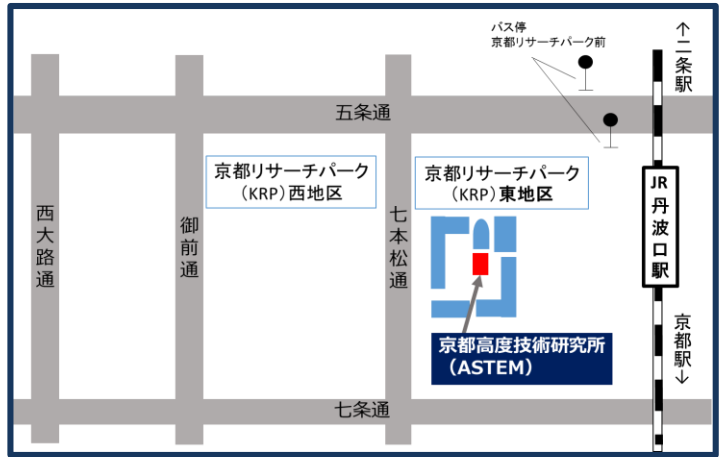 バス停
京都リサーチパーク前
↑二条駅
五条通
京都リサーチパーク
（KRP）西地区
京都リサーチパーク
（KRP）東地区
西大路通
御前通
七本松通
JR丹波口駅
京都高度技術研究所
（ASTEM）
京都駅↓
七条通